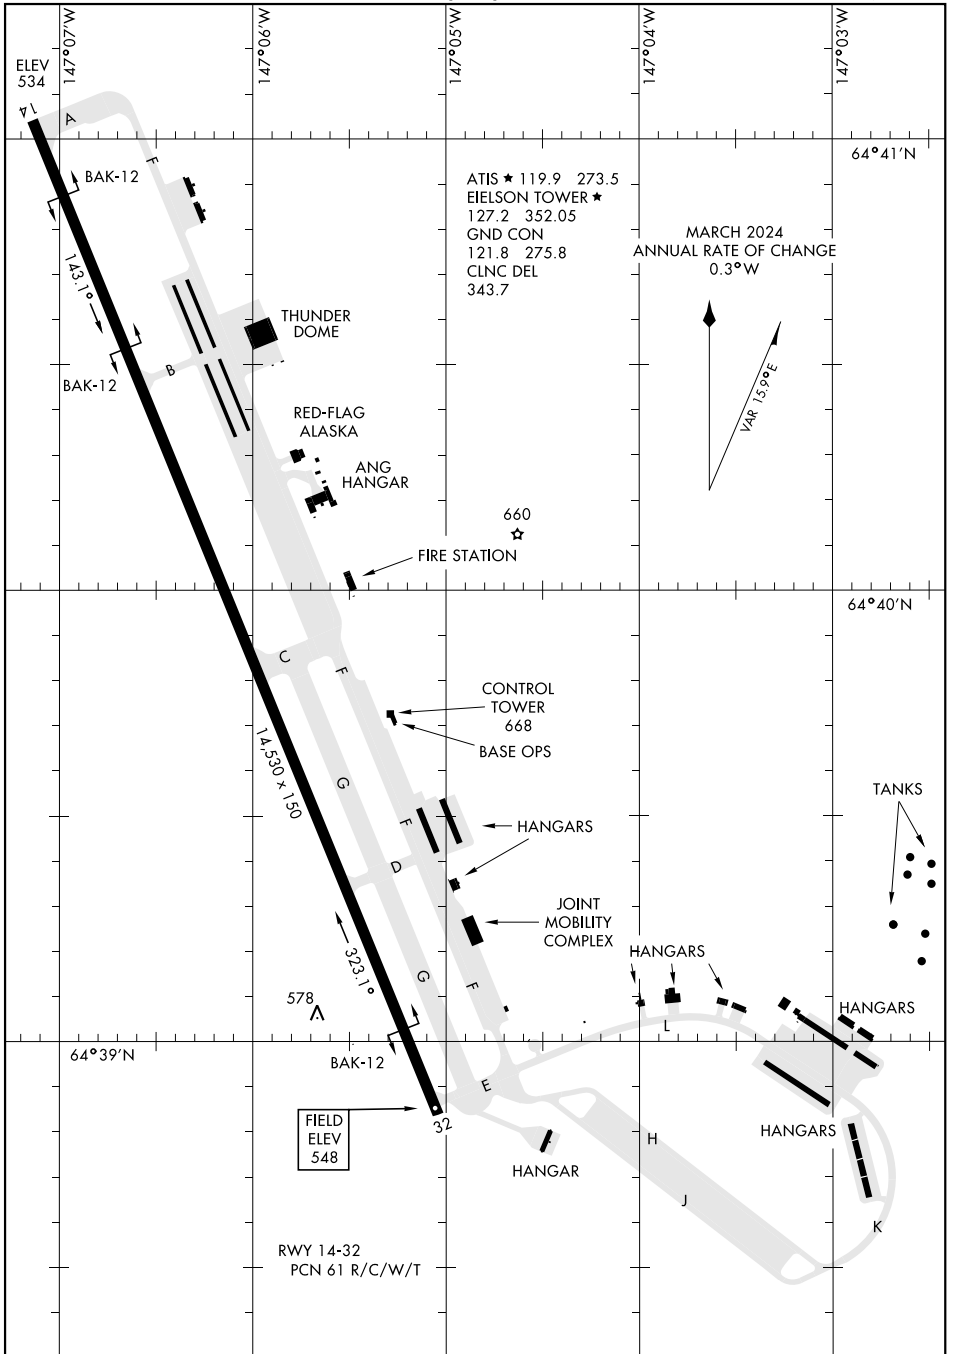 147°07'W
147°06'W
147°05'W
147°04'W
147°03'W
ELEV
534
14
A
F
64°41'N
BAK-12
ATIS ★ 119.9 273.5
EIELSON TOWER ★
127.2 352.05
GND CON
121.8 275.8
CLNC DEL
343.7
MARCH 2024
ANNUAL RATE OF CHANGE
0.3°W
143.1°
THUNDER
DOME
VAR 15.9°E
BAK-12
B
RED-FLAG
ALASKA
ANG
HANGAR
660
FIRE STATION
64°40'N
C
F
CONTROL
TOWER
668
BASE OPS
14,530 x 150
G
F
HANGARS
TANKS
D
JOINT
MOBILITY
COMPLEX
323.1°
G
F
HANGARS
578
L
HANGARS
64°39'N
BAK-12
E
FIELD
ELEV
548
32
HANGAR
H
HANGARS
J
K
RWY 14-32
PCN 61 R/C/W/T